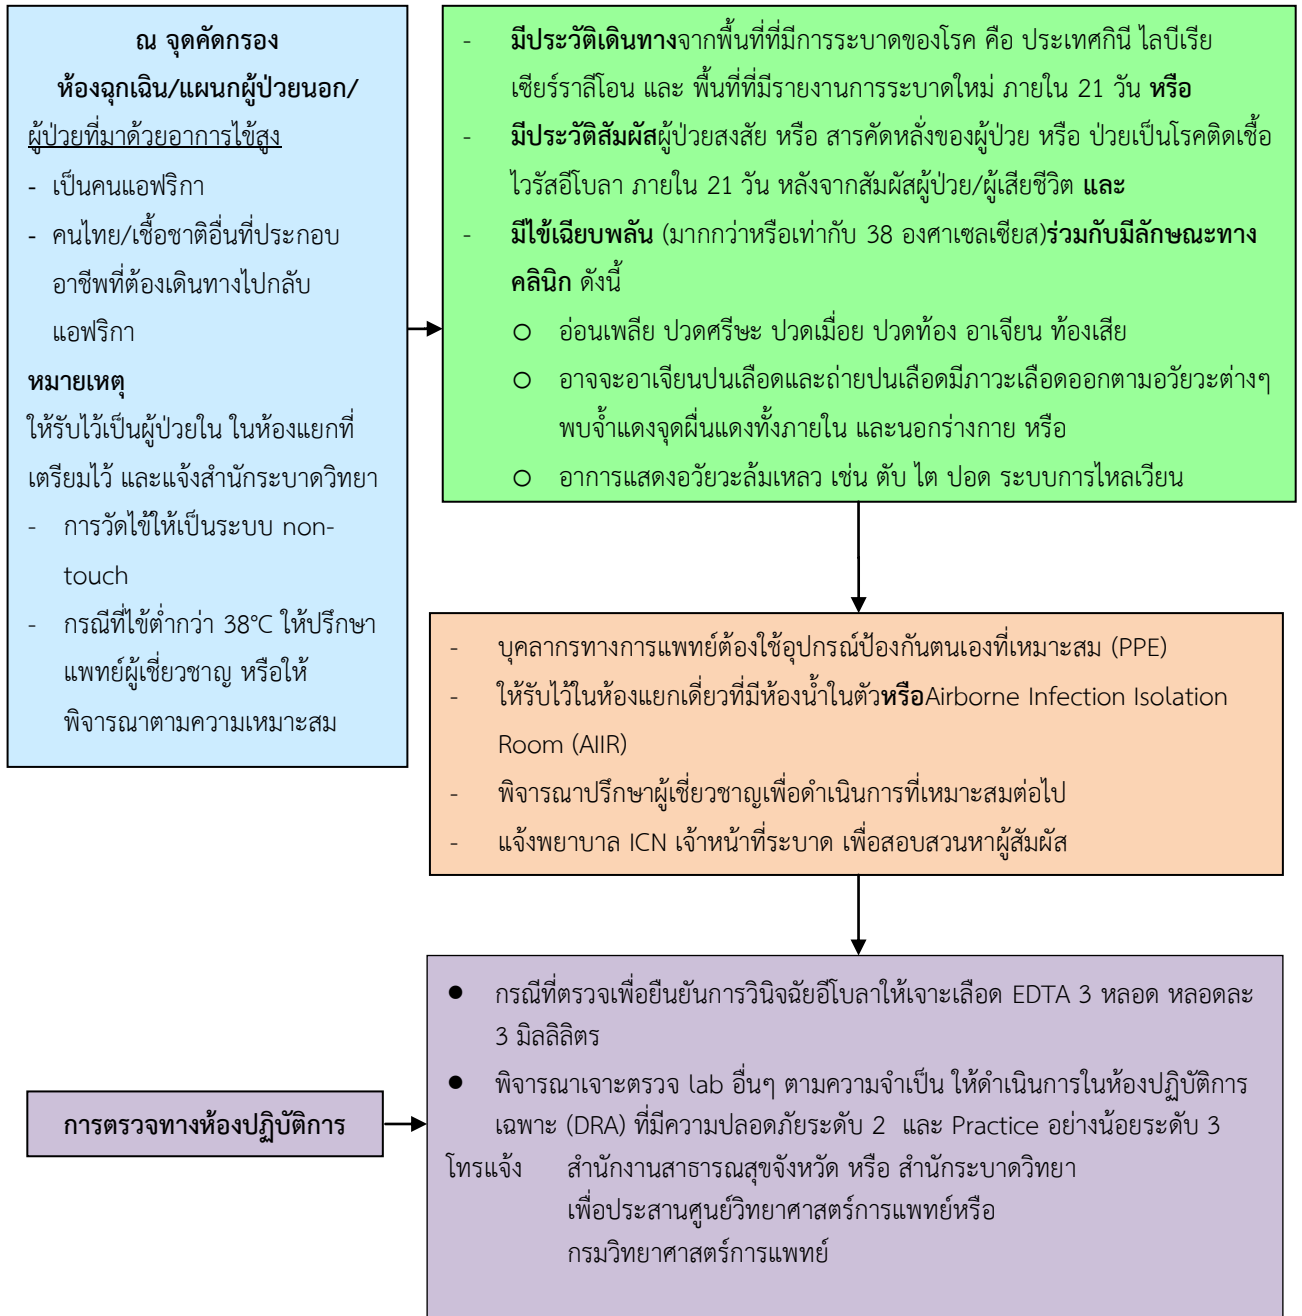 ณ จุดคัดกรอง
ห้องฉุกเฉิน/แผนกผู้ป่วยนอก/
ผู้ป่วยที่มาด้วยอาการไข้สูง
- เป็นคนแอฟริกา
- คนไทย/เชื้อชาติอื่นที่ประกอบ
อาชีพที่ต้องเดินทางไปกลับ
แอฟริกา
หมายเหตุ
ให้รับไว้เป็นผู้ป่วยใน ในห้องแยกที่
เตรียมไว้ และแจ้งสำนักระบาดวิทยา
- การวัดไข้ให้เป็นระบบ non-
touch
- กรณีที่ไข้ต่ำกว่า 38°C ให้ปรึกษา
แพทย์ผู้เชี่ยวชาญ หรือให้
พิจารณาตามความเหมาะสม
- มีประวัติเดินทางจากพื้นที่ที่มีการระบาดของโรค คือ ประเทศกินี ไลบีเรีย
เซียร์ราลีโอน และ พื้นที่ที่มีรายงานการระบาดใหม่ ภายใน 21 วัน หรือ
- มีประวัติสัมผัสผู้ป่วยสงสัย หรือ สารคัดหลั่งของผู้ป่วย หรือ ป่วยเป็นโรคติดเชื้อ
ไวรัสอีโบลา ภายใน 21 วัน หลังจากสัมผัสผู้ป่วย/ผู้เสียชีวิต และ
- มีไข้เฉียบพลัน (มากกว่าหรือเท่ากับ 38 องศาเซลเซียส)ร่วมกับมีลักษณะทาง
คลินิก ดังนี้
o อ่อนเพลีย ปวดศรีษะ ปวดเมื่อย ปวดท้อง อาเจียน ท้องเสีย
o อาจจะอาเจียนปนเลือดและถ่ายปนเลือดมีภาวะเลือดออกตามอวัยวะต่างๆ
พบจ้ำแดงจุดผื่นแดงทั้งภายใน และนอกร่างกาย หรือ
o อาการแสดงอวัยวะล้มเหลว เช่น ตับ ไต ปอด ระบบการไหลเวียน
- บุคลากรทางการแพทย์ต้องใช้อุปกรณ์ป้องกันตนเองที่เหมาะสม (PPE)
- ให้รับไว้ในห้องแยกเดี่ยวที่มีห้องน้ำในตัวหรือAirborne Infection Isolation
Room (AIIR)
- พิจารณาปรึกษาผู้เชี่ยวชาญเพื่อดำเนินการที่เหมาะสมต่อไป
- แจ้งพยาบาล ICN เจ้าหน้าที่ระบาด เพื่อสอบสวนหาผู้สัมผัส
การตรวจทางห้องปฏิบัติการ
● กรณีที่ตรวจเพื่อยืนยันการวินิจฉัยอีโบลาให้เจาะเลือด EDTA 3 หลอด หลอดละ
3 มิลลิลิตร
● พิจารณาเจาะตรวจ lab อื่นๆ ตามความจำเป็น ให้ดำเนินการในห้องปฏิบัติการ
เฉพาะ (DRA) ที่มีความปลอดภัยระดับ 2 และ Practice อย่างน้อยระดับ 3
โทรแจ้ง สำนักงานสาธารณสุขจังหวัด หรือ สำนักระบาดวิทยา
เพื่อประสานศูนย์วิทยาศาสตร์การแพทย์หรือ
กรมวิทยาศาสตร์การแพทย์